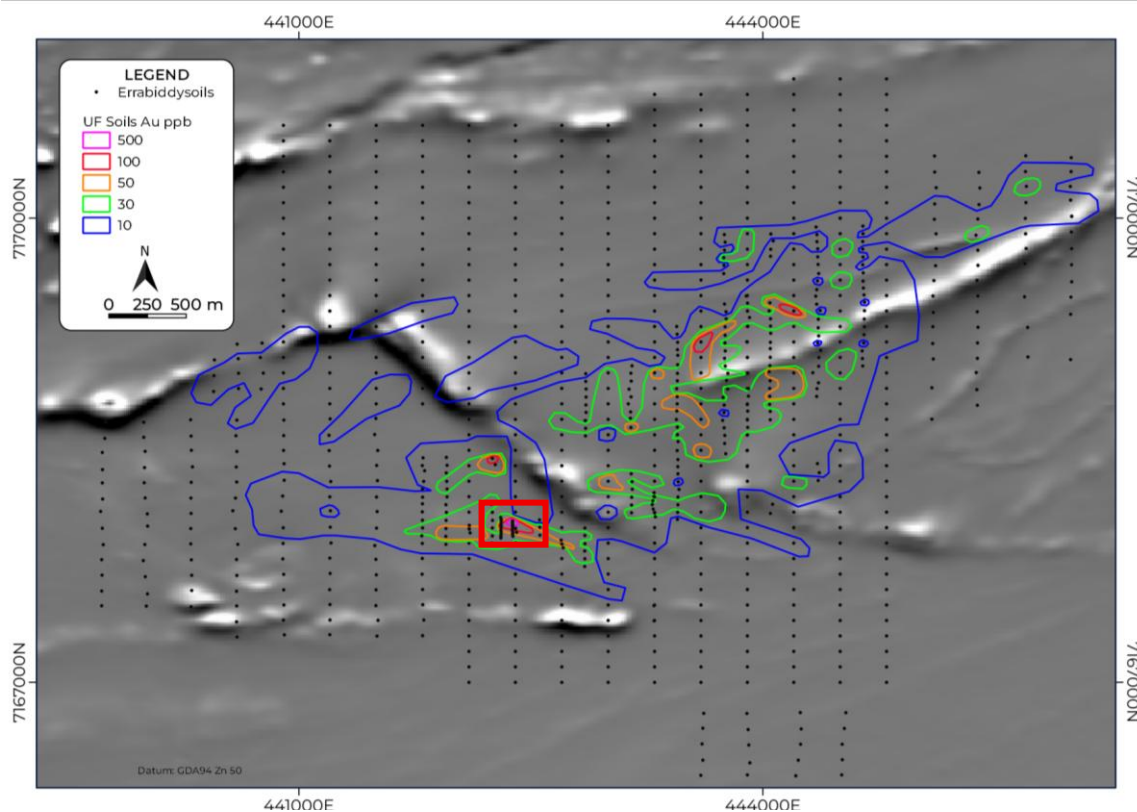 441000E 444000E
LEGEND
Errabiddysoils
UF Soils Au ppb
500
100
50
30
10
N
0 250 500 m
7170000N 7170000N
7167000N 7167000N
Datum: GDA94 Zn 50
441000E 444000E